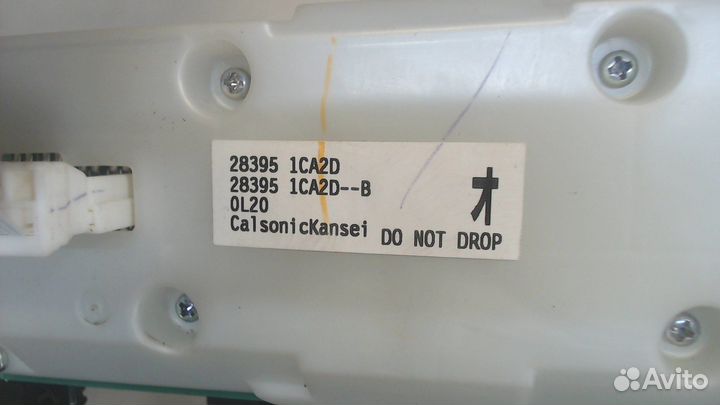 28395 1CA2D
28395 1CA2D--B
0L20
CalsonicKansei DO NOT DROP
Avito